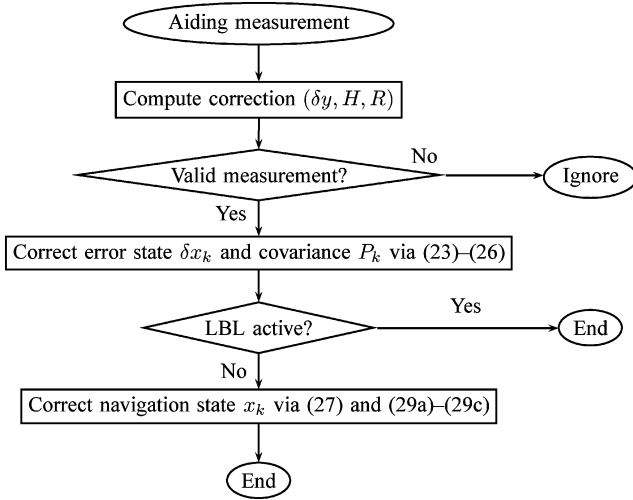 Aiding measurement
Compute correction (δy, H, R)
No
Valid measurement?
Ignore
Yes
Correct error state δx_k and covariance P_k via (23)–(26)
Yes
LBL active?
End
No
Correct navigation state x_k via (27) and (29a)–(29c)
End